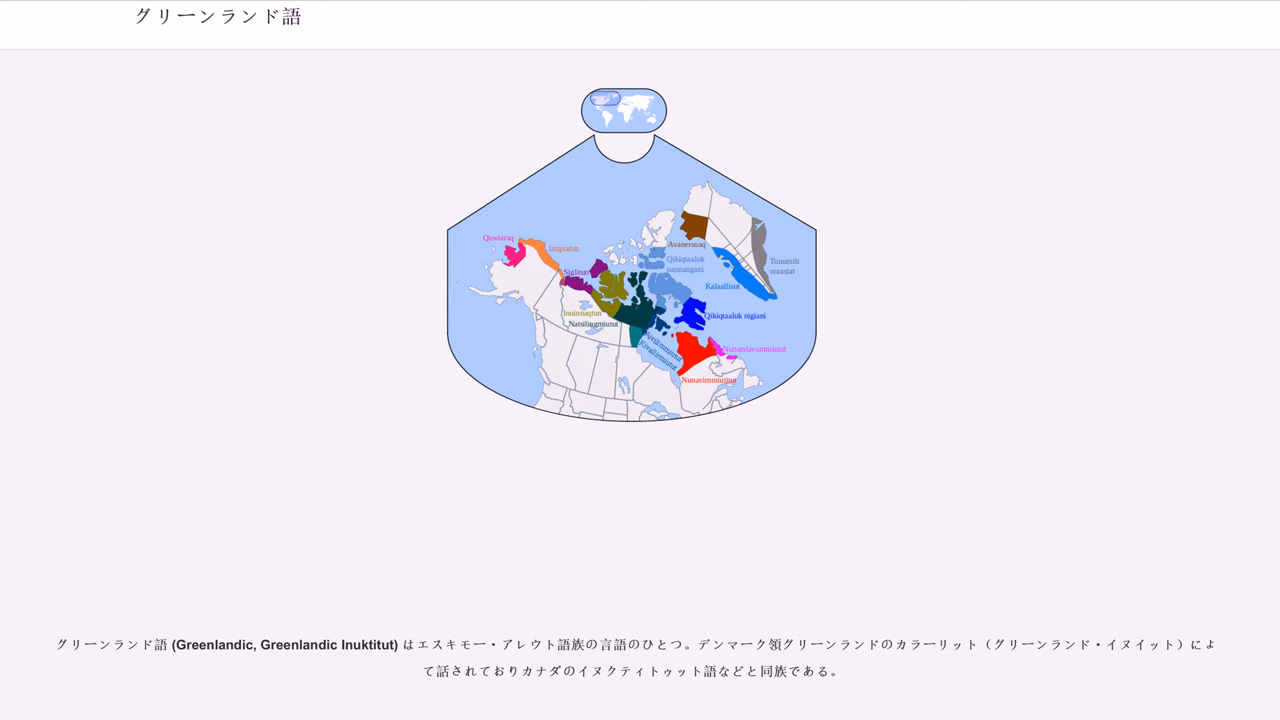 グリーンランド語
Qawiaraq
Inupiatun
Siglitun
Inuinnaqtun
Natsilingmiutut
Kivallirmiutut
Aivilimmiutut
Avanersuaq
Qikiqtaaluk
uannangani
Kalaallisut
Tunumiit
oraasiat
Qikiqtaaluk nigiani
Nunatsiavummiutut
Nunavimmiutitut
グリーンランド語 (Greenlandic, Greenlandic Inuktitut) はエスキモー・アレウト語族の言語のひとつ。デンマーク領グリーンランドのカラーリット（グリーンランド・イヌイット）によ
て話されておりカナダのイヌクティトゥット語などと同族である。